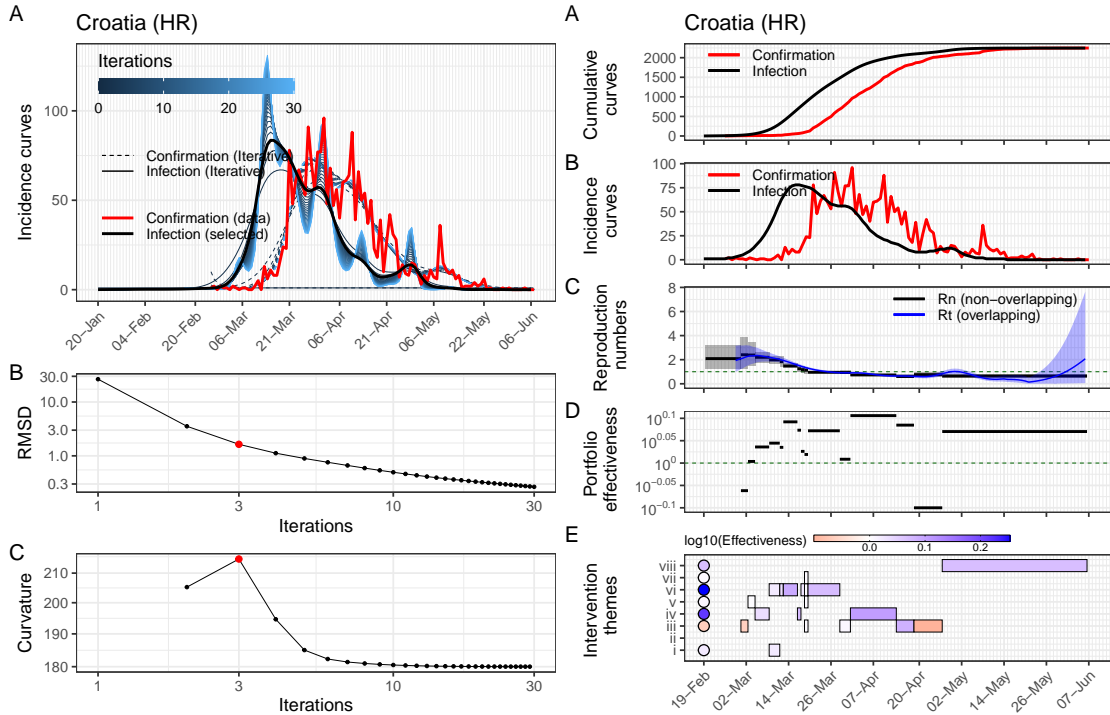 A
Croatia (HR)
Iterations
0
10
20
30
Confirmation (Iterative)
Infection (Iterative)
Confirmation (data)
Infection (selected)
Incidence curves
100
50
0
20−Jan
04−Feb
20−Feb
06−Mar
21−Mar
06−Apr
21−Apr
06−May
22−May
06−Jun
B
RMSD
30.0
10.0
3.0
1.0
0.3
1
3
10
30
Iterations
C
Curvature
210
200
190
180
1
3
10
30
Iterations
A
Croatia (HR)
Cumulative
curves
2000
1500
1000
500
0
Confirmation
Infection
B
Incidence
curves
100
75
50
25
0
Confirmation
Infection
C
Reproduction
numbers
8
6
4
2
0
Rn (non−overlapping)
Rt (overlapping)
D
Portfolio
effectiveness
10^0.1
10^0.05
10^0
10^−0.05
10^−0.1
E
log10(Effectiveness)
0.0
0.1
0.2
Intervention
themes
viii
vii
vi
v
iv
iii
ii
i
19−Feb
02−Mar
14−Mar
26−Mar
07−Apr
20−Apr
02−May
14−May
26−May
07−Jun